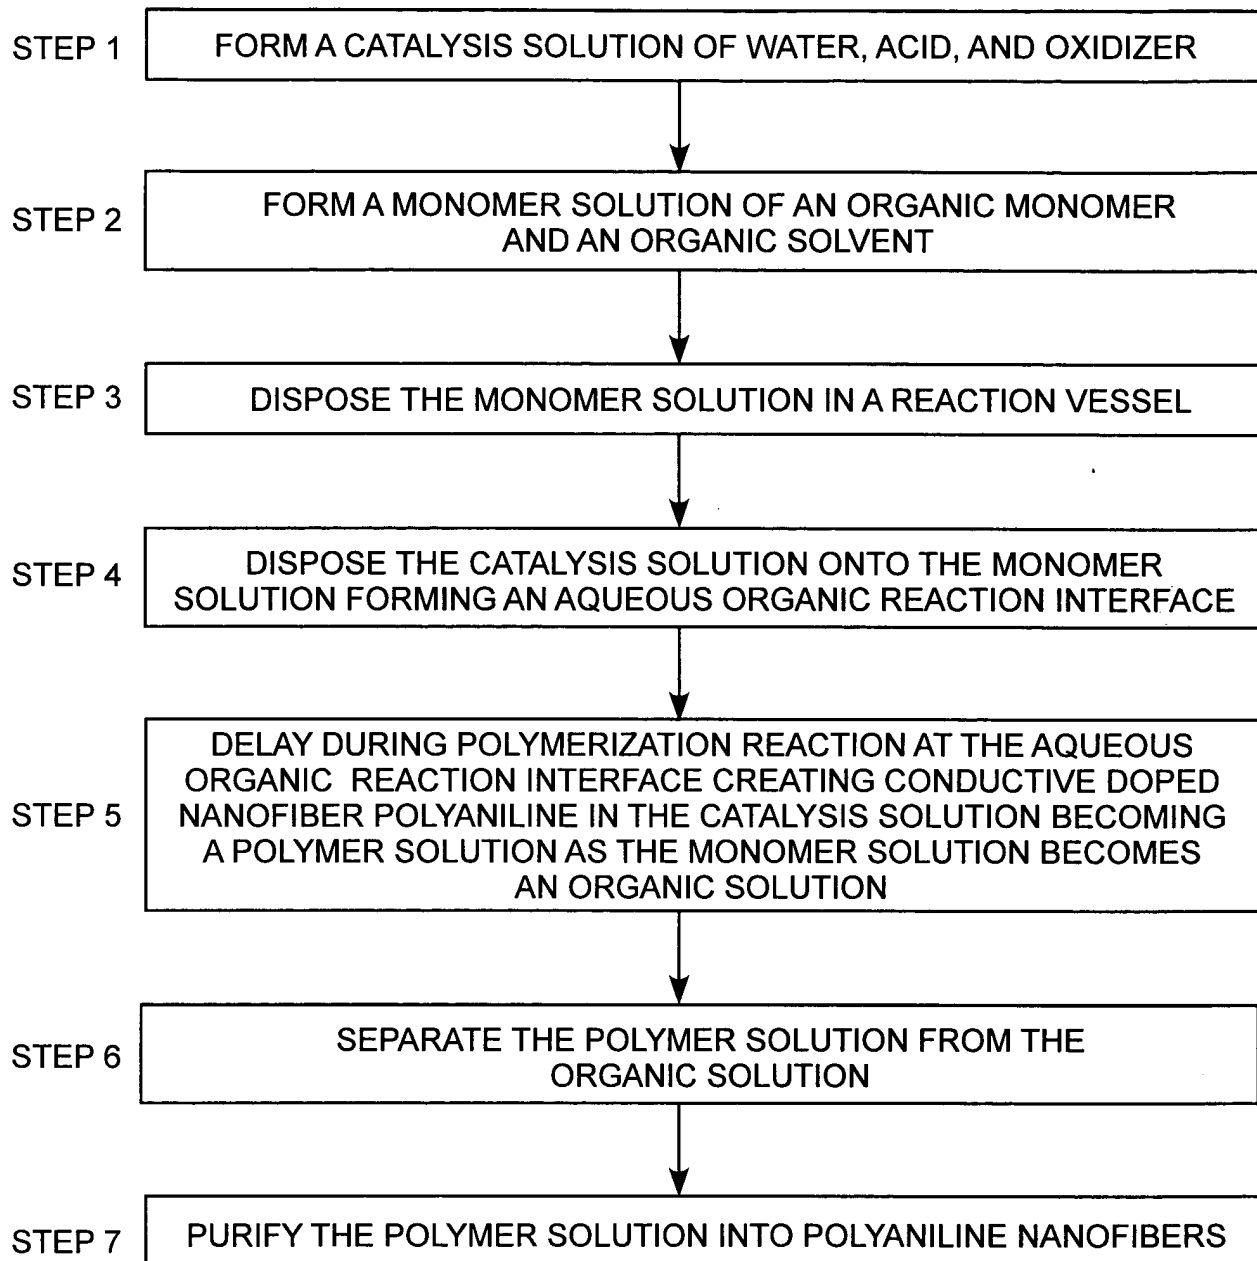 STEP 1
FORM A CATALYSIS SOLUTION OF WATER, ACID, AND OXIDIZER
STEP 2
FORM A MONOMER SOLUTION OF AN ORGANIC MONOMER
AND AN ORGANIC SOLVENT
STEP 3
DISPOSE THE MONOMER SOLUTION IN A REACTION VESSEL
STEP 4
DISPOSE THE CATALYSIS SOLUTION ONTO THE MONOMER
SOLUTION FORMING AN AQUEOUS ORGANIC REACTION INTERFACE
STEP 5
DELAY DURING POLYMERIZATION REACTION AT THE AQUEOUS
ORGANIC REACTION INTERFACE CREATING CONDUCTIVE DOPED
NANOFIBER POLYANILINE IN THE CATALYSIS SOLUTION BECOMING
A POLYMER SOLUTION AS THE MONOMER SOLUTION BECOMES
AN ORGANIC SOLUTION
STEP 6
SEPARATE THE POLYMER SOLUTION FROM THE
ORGANIC SOLUTION
STEP 7
PURIFY THE POLYMER SOLUTION INTO POLYANILINE NANOFIBERS